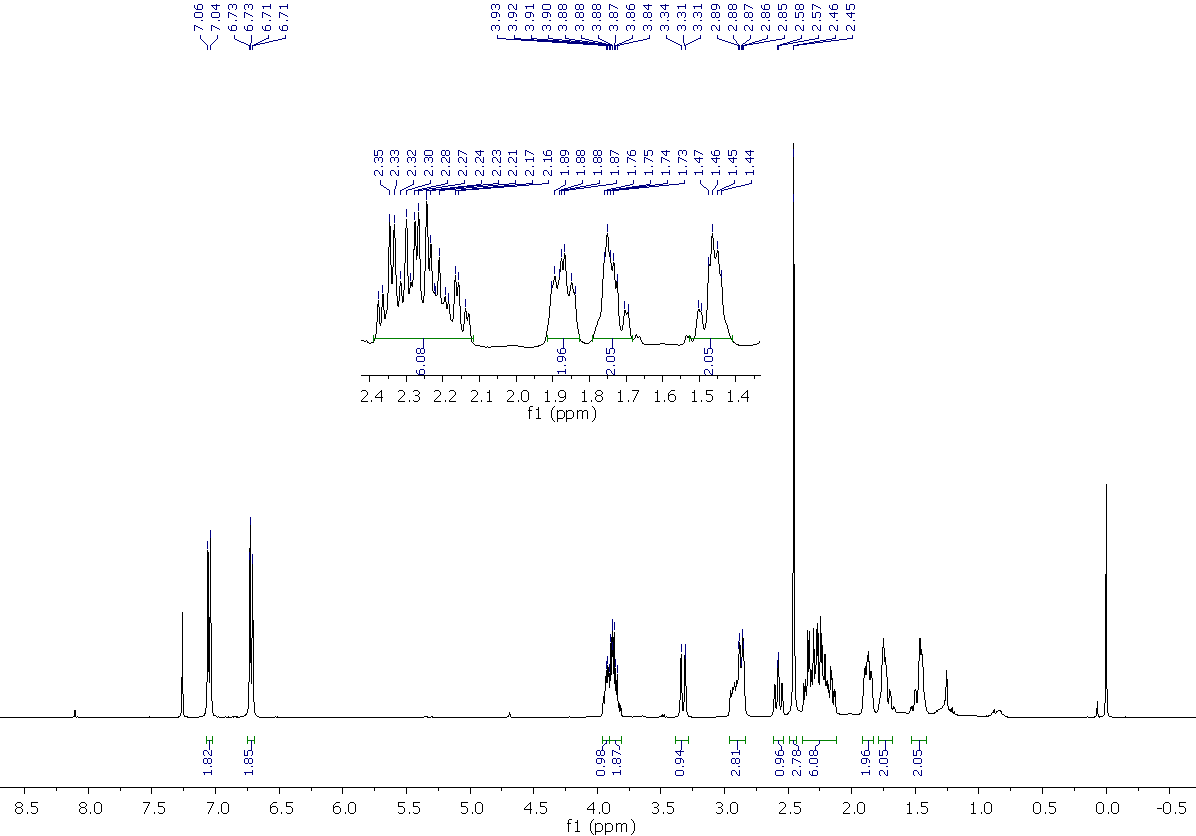 7.06 7.04 6.73 6.73 6.71 6.71 3.93 3.92 3.91 3.90 3.88 3.88 3.88 3.87 3.86 3.84 3.34 3.31 3.31 2.89 2.88 2.87 2.86 2.85 2.58 2.57 2.46 2.45
2.35 2.33 2.32 2.30 2.28 2.27 2.24 2.23 2.21 2.17 2.16 1.89 1.88 1.88 1.87 1.76 1.75 1.74 1.73 1.47 1.46 1.45 1.44
6.08 1.96 2.05 2.05
2.4 2.3 2.2 2.1 2.0 1.9 1.8 1.7 1.6 1.5 1.4
f1 (ppm)
1.82 1.85 0.98 1.87 0.94 2.81 0.96 2.78 6.08 1.96 2.05 2.05
8.5 8.0 7.5 7.0 6.5 6.0 5.5 5.0 4.5 4.0 3.5 3.0 2.5 2.0 1.5 1.0 0.5 0.0 -0.5
f1 (ppm)